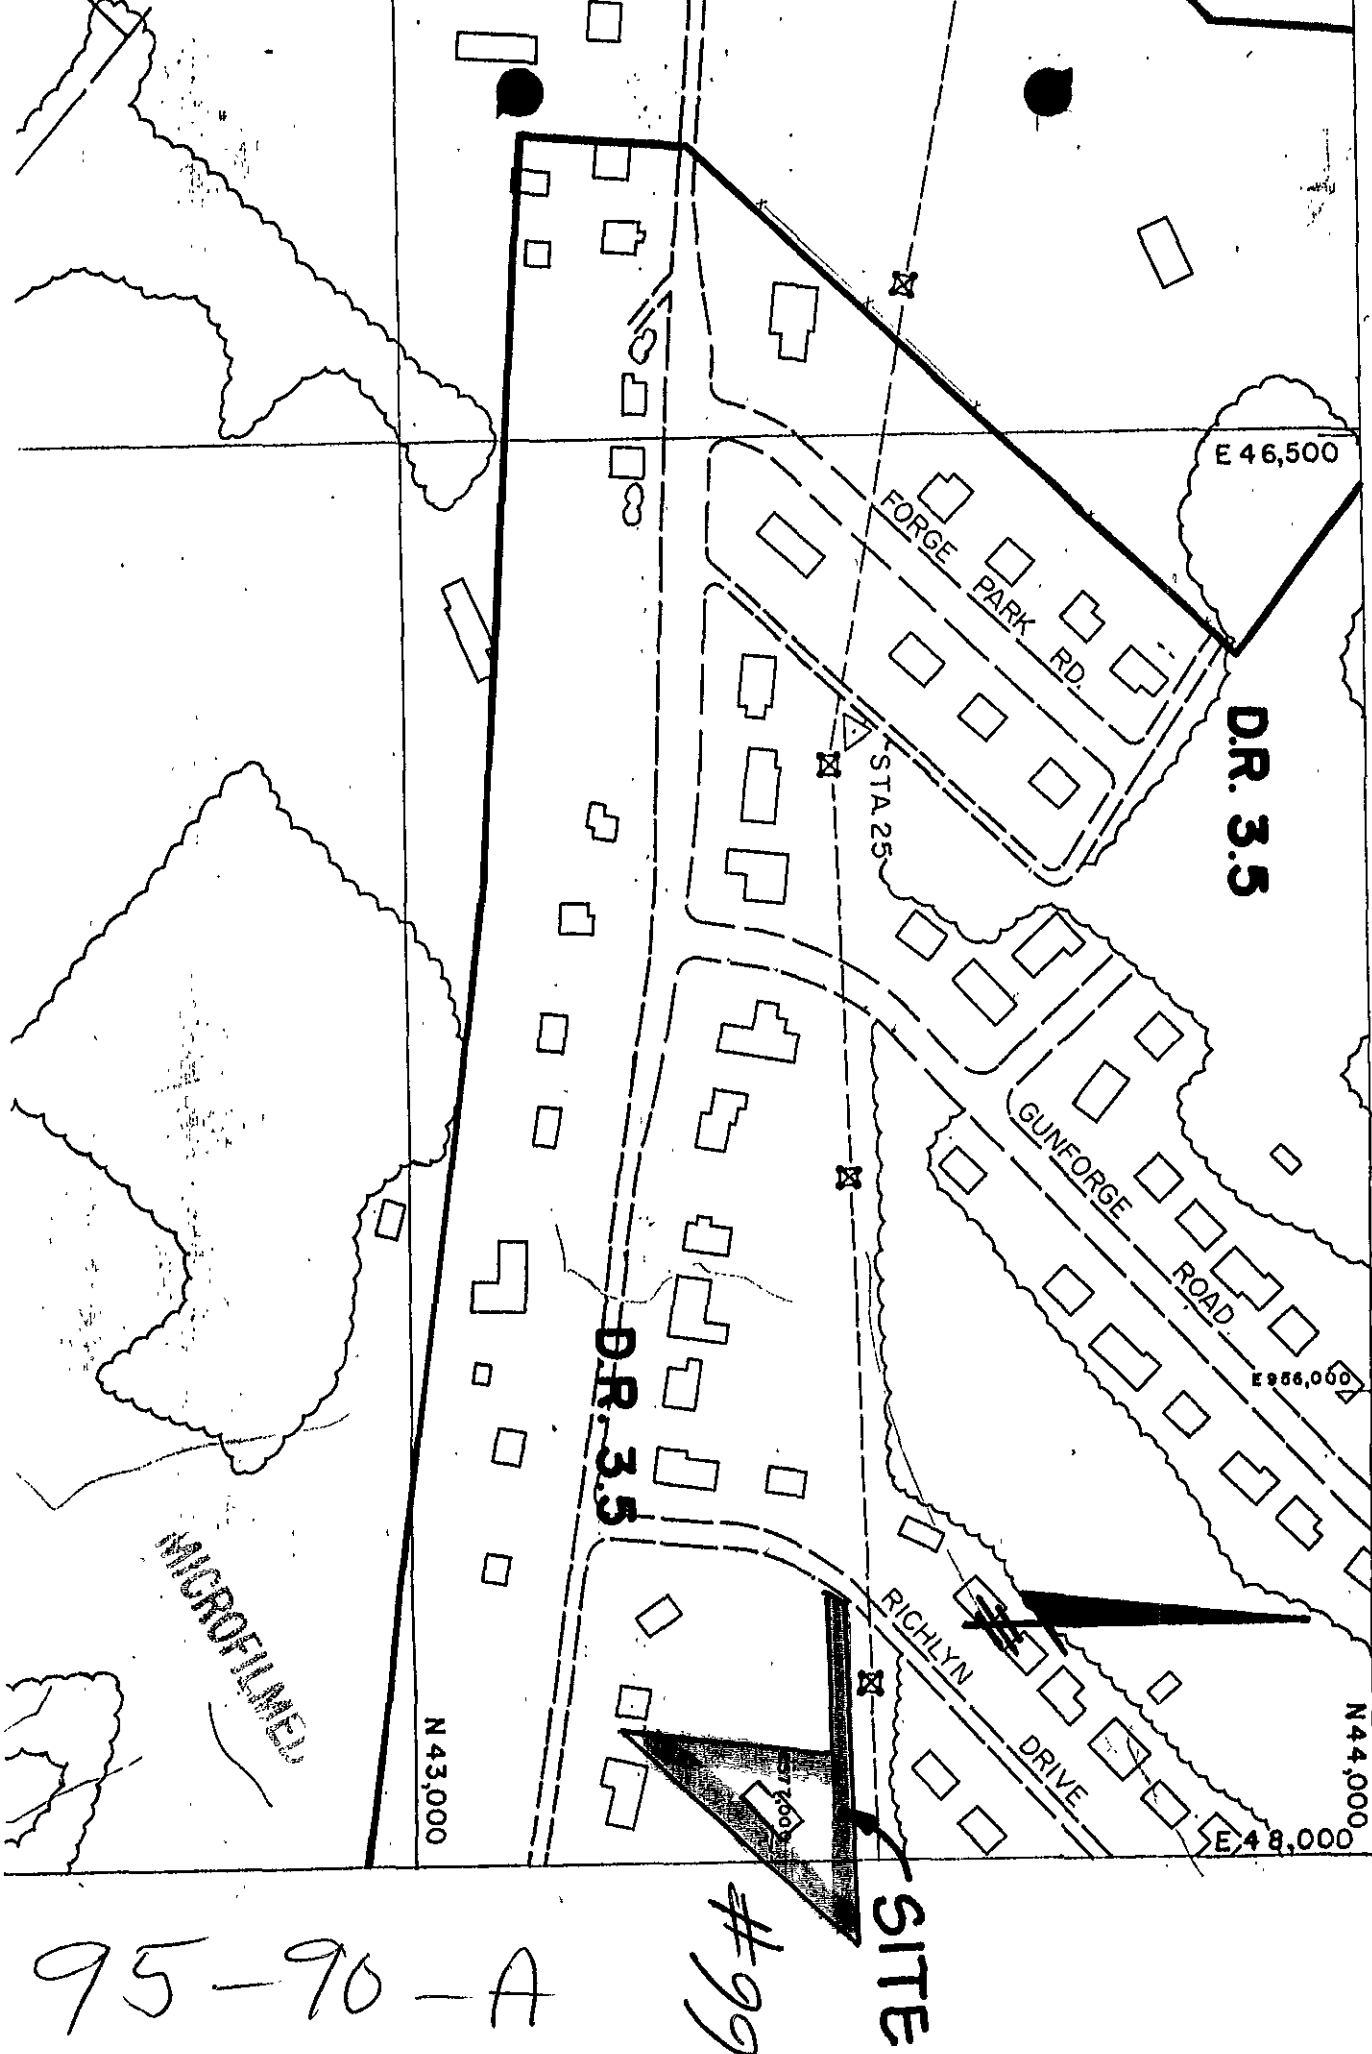 E 46,500
FORGE PARK RD.
D.R. 3.5
STA 25
GUNFORGE ROAD
E 956,000
D.R. 3.5
RICHLYN DRIVE
MICROFILMED
N 43,000
N 44,000
E 48,000
SITE
#99
95-90-A